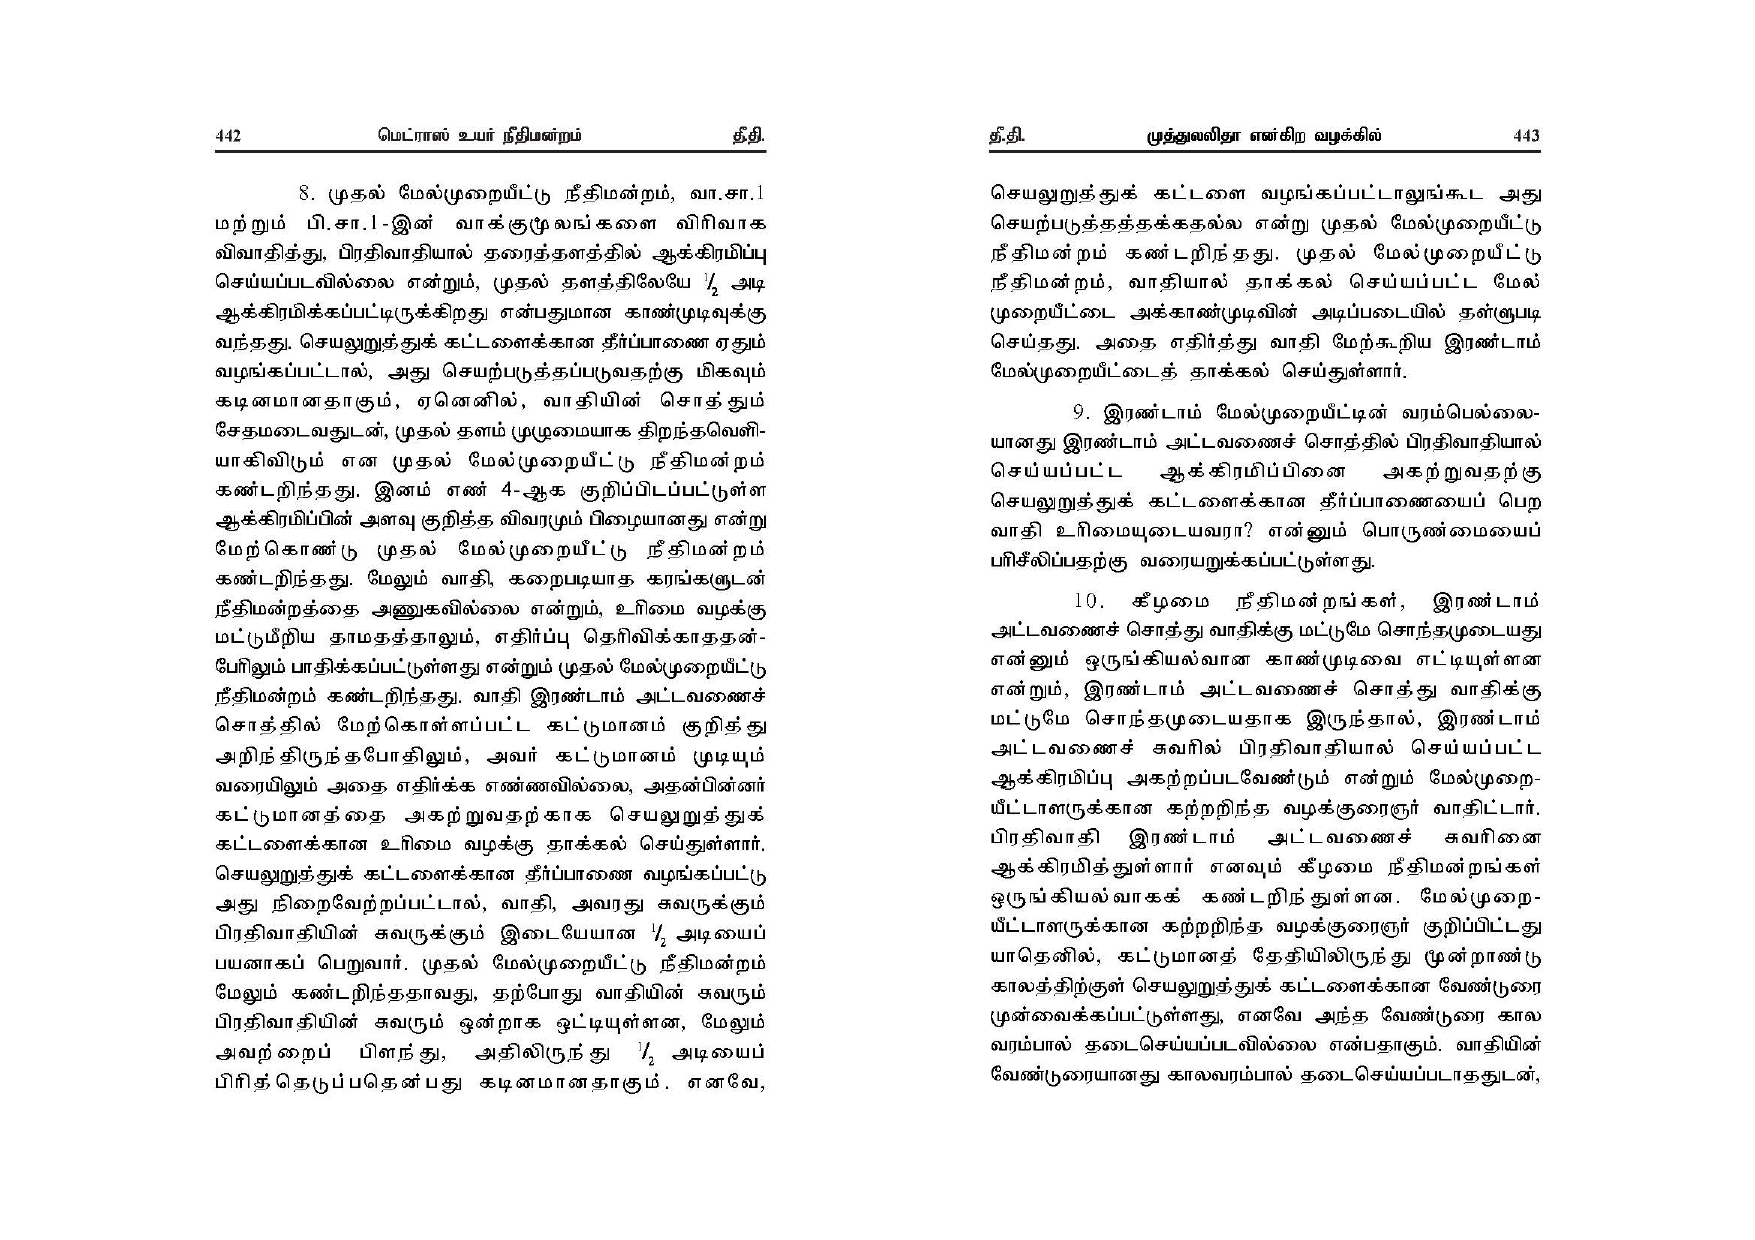 442 மெட்ராஸ் உயர் நீதிமன்றம் தீ.தி.
8. முதல் மேல்முறையீட்டு நீதிமன்றம், வா.சா.1
மற்றும் பி.சா.1-இன் வாக்குமூலங்களை விரிவாக
விவாதித்து, பிரதிவாதியால் தரைத்தளத்தில் ஆக்கிரமிப்பு
செய்யப்படவில்லை என்றும், முதல் தளத்திலேயே 1/2 அடி
ஆக்கிரமிக்கப்பட்டிருக்கிறது என்பதுமான காண்முடிவுக்கு
வந்தது. செயலுறுத்துக் கட்டளைக்கான தீர்ப்பாணை ஏதும்
வழங்கப்பட்டால், அது செயற்படுத்தப்படுவதற்கு மிகவும்
கடினமானதாகும், ஏனெனில், வாதியின் சொத்தும்
சேதமடைவதுடன், முதல் தளம் முழுமையாக திறந்தவெளி-
யாகிவிடும் என முதல் மேல்முறையீட்டு நீதிமன்றம்
கண்டறிந்தது. இனம் எண் 4-ஆக குறிப்பிடப்பட்டுள்ள
ஆக்கிரமிப்பின் அளவு குறித்த விவரமும் பிழையானது என்று
மேற்கொண்டு முதல் மேல்முறையீட்டு நீதிமன்றம்
கண்டறிந்தது. மேலும் வாதி, கறைபடியாத கரங்களுடன்
நீதிமன்றத்தை அணுகவில்லை என்றும், உரிமை வழக்கு
மட்டுமீறிய தாமதத்தாலும், எதிர்ப்பு தெரிவிக்காததன்-
பேரிலும் பாதிக்கப்பட்டுள்ளது என்றும் முதல் மேல்முறையீட்டு
நீதிமன்றம் கண்டறிந்தது. வாதி இரண்டாம் அட்டவணைச்
சொத்தில் மேற்கொள்ளப்பட்ட கட்டுமானம் குறித்து
அறிந்திருந்தபோதிலும், அவர் கட்டுமானம் முடியும்
வரையிலும் அதை எதிர்க்க எண்ணவில்லை, அதன்பின்னர்
கட்டுமானத்தை அகற்றுவதற்காக செயலுறுத்துக்
கட்டளைக்கான உரிமை வழக்கு தாக்கல் செய்துள்ளார்.
செயலுறுத்துக் கட்டளைக்கான தீர்ப்பாணை வழங்கப்பட்டு
அது நிறைவேற்றப்பட்டால், வாதி, அவரது சுவருக்கும்
பிரதிவாதியின் சுவருக்கும் இடையேயான 1/2 அடியைப்
பயனாகப் பெறுவார். முதல் மேல்முறையீட்டு நீதிமன்றம்
மேலும் கண்டறிந்ததாவது, தற்போது வாதியின் சுவரும்
பிரதிவாதியின் சுவரும் ஒன்றாக ஒட்டியுள்ளன, மேலும்
அவற்றைப் பிளந்து, அதிலிருந்து 1/2 அடியைப்
பிரித்தெடுப்பதென்பது கடினமானதாகும். எனவே,
தீ.தி. முத்துலலிதா என்கிற வழக்கில் 443
செயலுறுத்துக் கட்டளை வழங்கப்பட்டாலுங்கூட அது
செயற்படுத்தத்தக்கதல்ல என்று முதல் மேல்முறையீட்டு
நீதிமன்றம் கண்டறிந்தது. முதல் மேல்முறையீட்டு
நீதிமன்றம், வாதியால் தாக்கல் செய்யப்பட்ட மேல்
முறையீட்டை அக்காண்முடிவின் அடிப்படையில் தள்ளுபடி
செய்தது. அதை எதிர்த்து வாதி மேற்கூறிய இரண்டாம்
மேல்முறையீட்டைத் தாக்கல் செய்துள்ளார்.
9. இரண்டாம் மேல்முறையீட்டின் வரம்பெல்லை-
யானது இரண்டாம் அட்டவணைச் சொத்தில் பிரதிவாதியால்
செய்யப்பட்ட ஆக்கிரமிப்பினை அகற்றுவதற்கு
செயலுறுத்துக் கட்டளைக்கான தீர்ப்பாணையைப் பெற
வாதி உரிமையுடையவரா? என்னும் பொருண்மையைப்
பரிசீலிப்பதற்கு வரையறுக்கப்பட்டுள்ளது.
10. கீழமை நீதிமன்றங்கள், இரண்டாம்
அட்டவணைச் சொத்து வாதிக்கு மட்டுமே சொந்தமுடையது
என்னும் ஒருங்கியல்வான காண்முடிவை எட்டியுள்ளன
என்றும், இரண்டாம் அட்டவணைச் சொத்து வாதிக்கு
மட்டுமே சொந்தமுடையதாக இருந்தால், இரண்டாம்
அட்டவணைச் சுவரில் பிரதிவாதியால் செய்யப்பட்ட
ஆக்கிரமிப்பு அகற்றப்படவேண்டும் என்றும் மேல்முறை-
யீட்டாளருக்கான கற்றறிந்த வழக்குரைஞர் வாதிட்டார்.
பிரதிவாதி இரண்டாம் அட்டவணைச் சுவரினை
ஆக்கிரமித்துள்ளார் எனவும் கீழமை நீதிமன்றங்கள்
ஒருங்கியல்வாகக் கண்டறிந்துள்ளன. மேல்முறை-
யீட்டாளருக்கான கற்றறிந்த வழக்குரைஞர் குறிப்பிட்டது
யாதெனில், கட்டுமானத் தேதியிலிருந்து மூன்றாண்டு
காலத்திற்குள் செயலுறுத்துக் கட்டளைக்கான வேண்டுரை
முன்வைக்கப்பட்டுள்ளது, எனவே அந்த வேண்டுரை கால
வரம்பால் தடைசெய்யப்படவில்லை என்பதாகும். வாதியின்
வேண்டுரையானது காலவரம்பால் தடைசெய்யப்படாததுடன்,